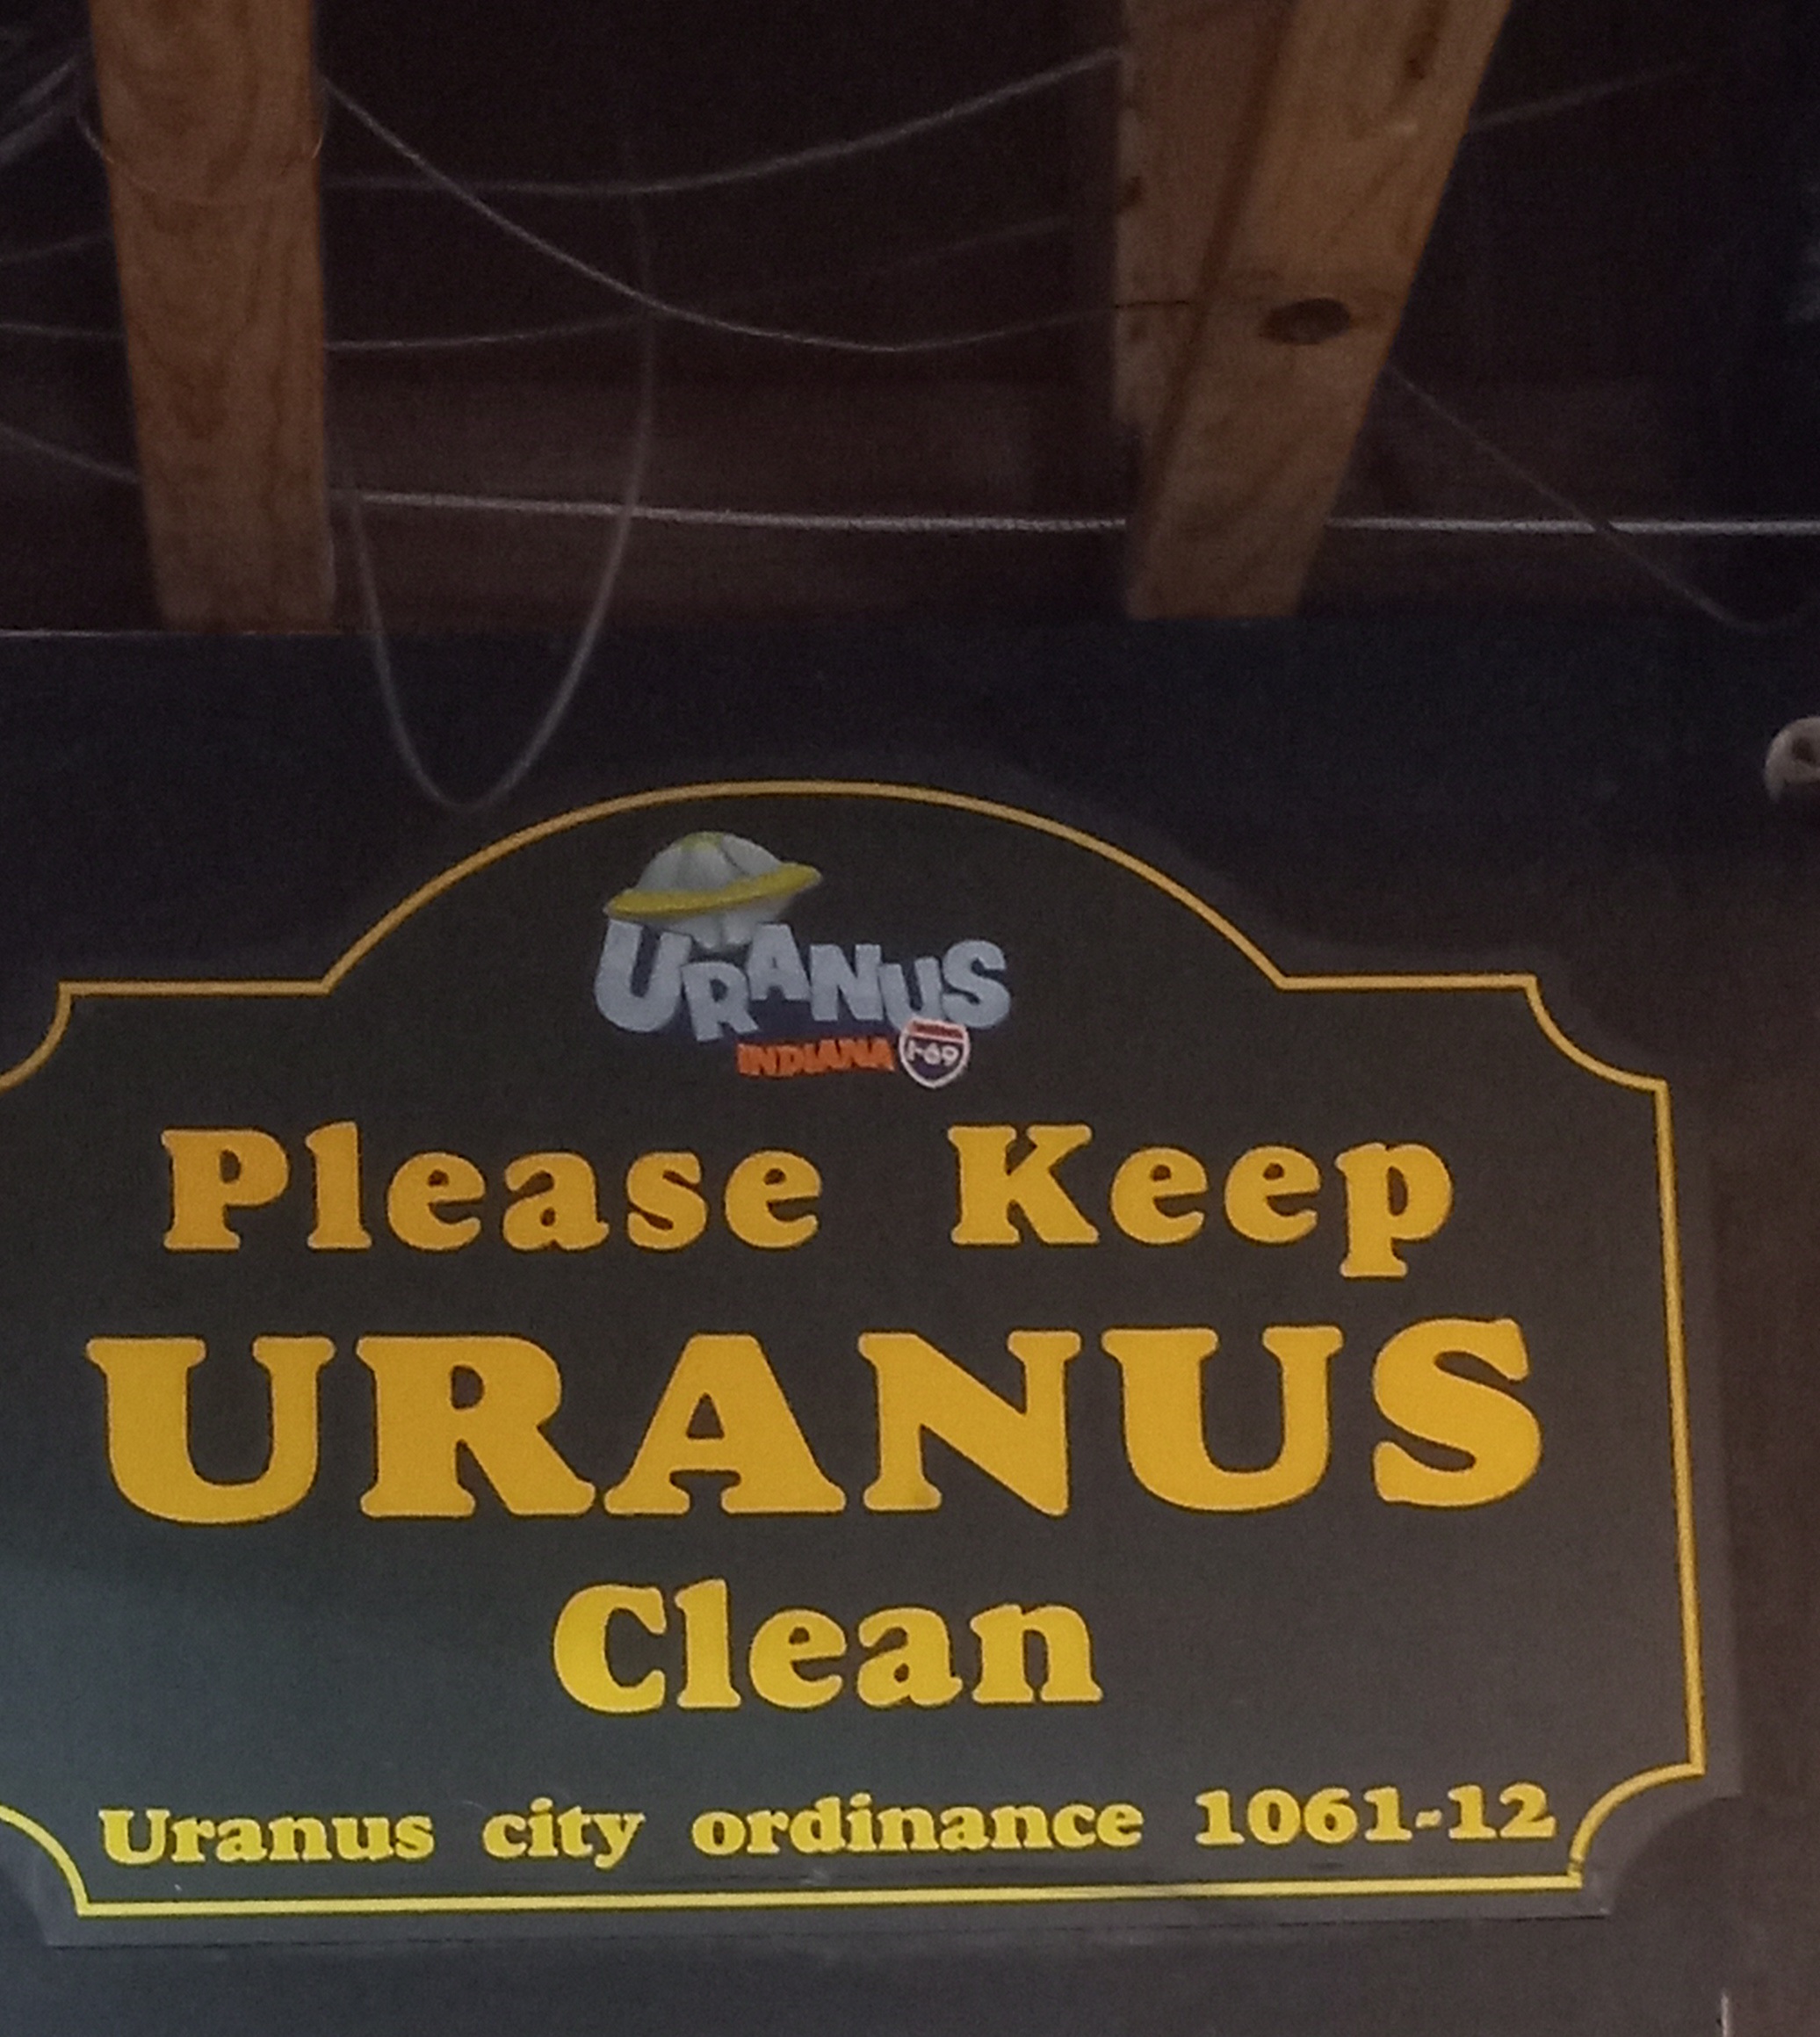 URANUS
INDIANA I-69
Please Keep
URANUS
Clean
Uranus city ordinance 1061-12